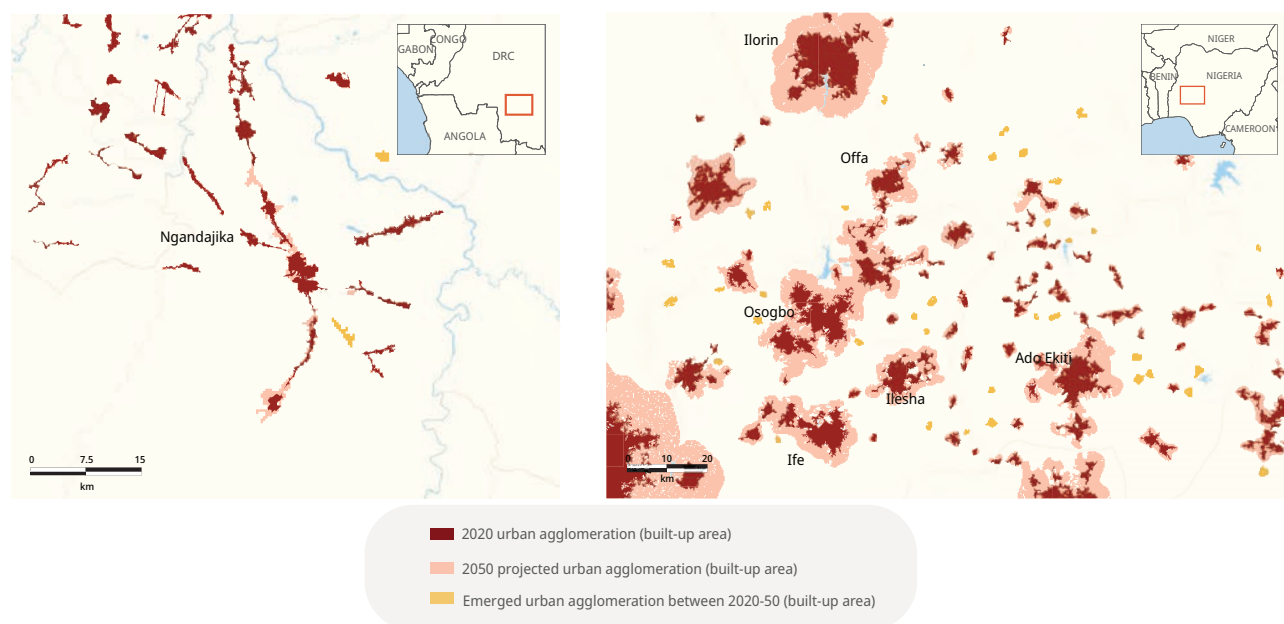 GABON
CONGO
DRC
ANGOLA
Ngandajika
0 7.5 15
km
Ilorin
NIGER
BENIN
NIGERIA
CAMEROON
Offa
Osogbo
Ado Ekiti
Ilesha
Ife
0 10 20
km
2020 urban agglomeration (built-up area)
2050 projected urban agglomeration (built-up area)
Emerged urban agglomeration between 2020-50 (built-up area)